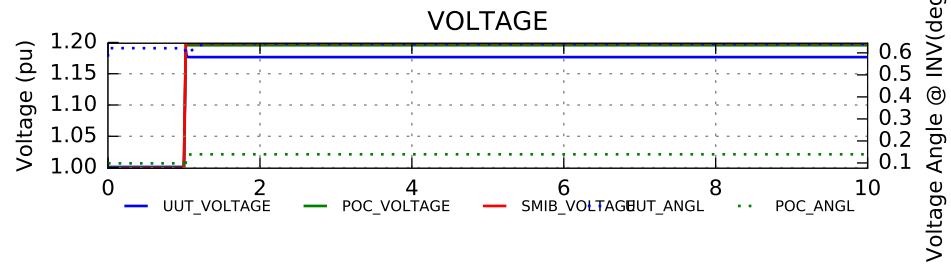 VOLTAGE
Voltage (pu)
1.20
1.15
1.10
1.05
1.00
0.6
0.5
0.4
0.3
0.2
0.1
Voltage Angle @ INV(deg
0 2 4 6 8 10
UUT_VOLTAGE POC_VOLTAGE SMIB_VOLTAGE UUT_ANGL POC_ANGL